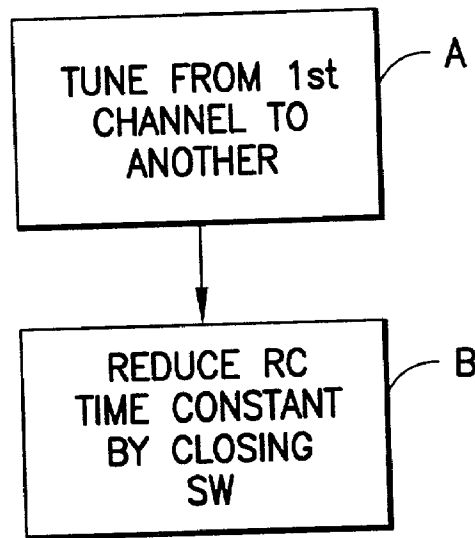 TUNE FROM 1st
CHANNEL TO
ANOTHER
A
REDUCE RC
TIME CONSTANT
BY CLOSING
SW
B